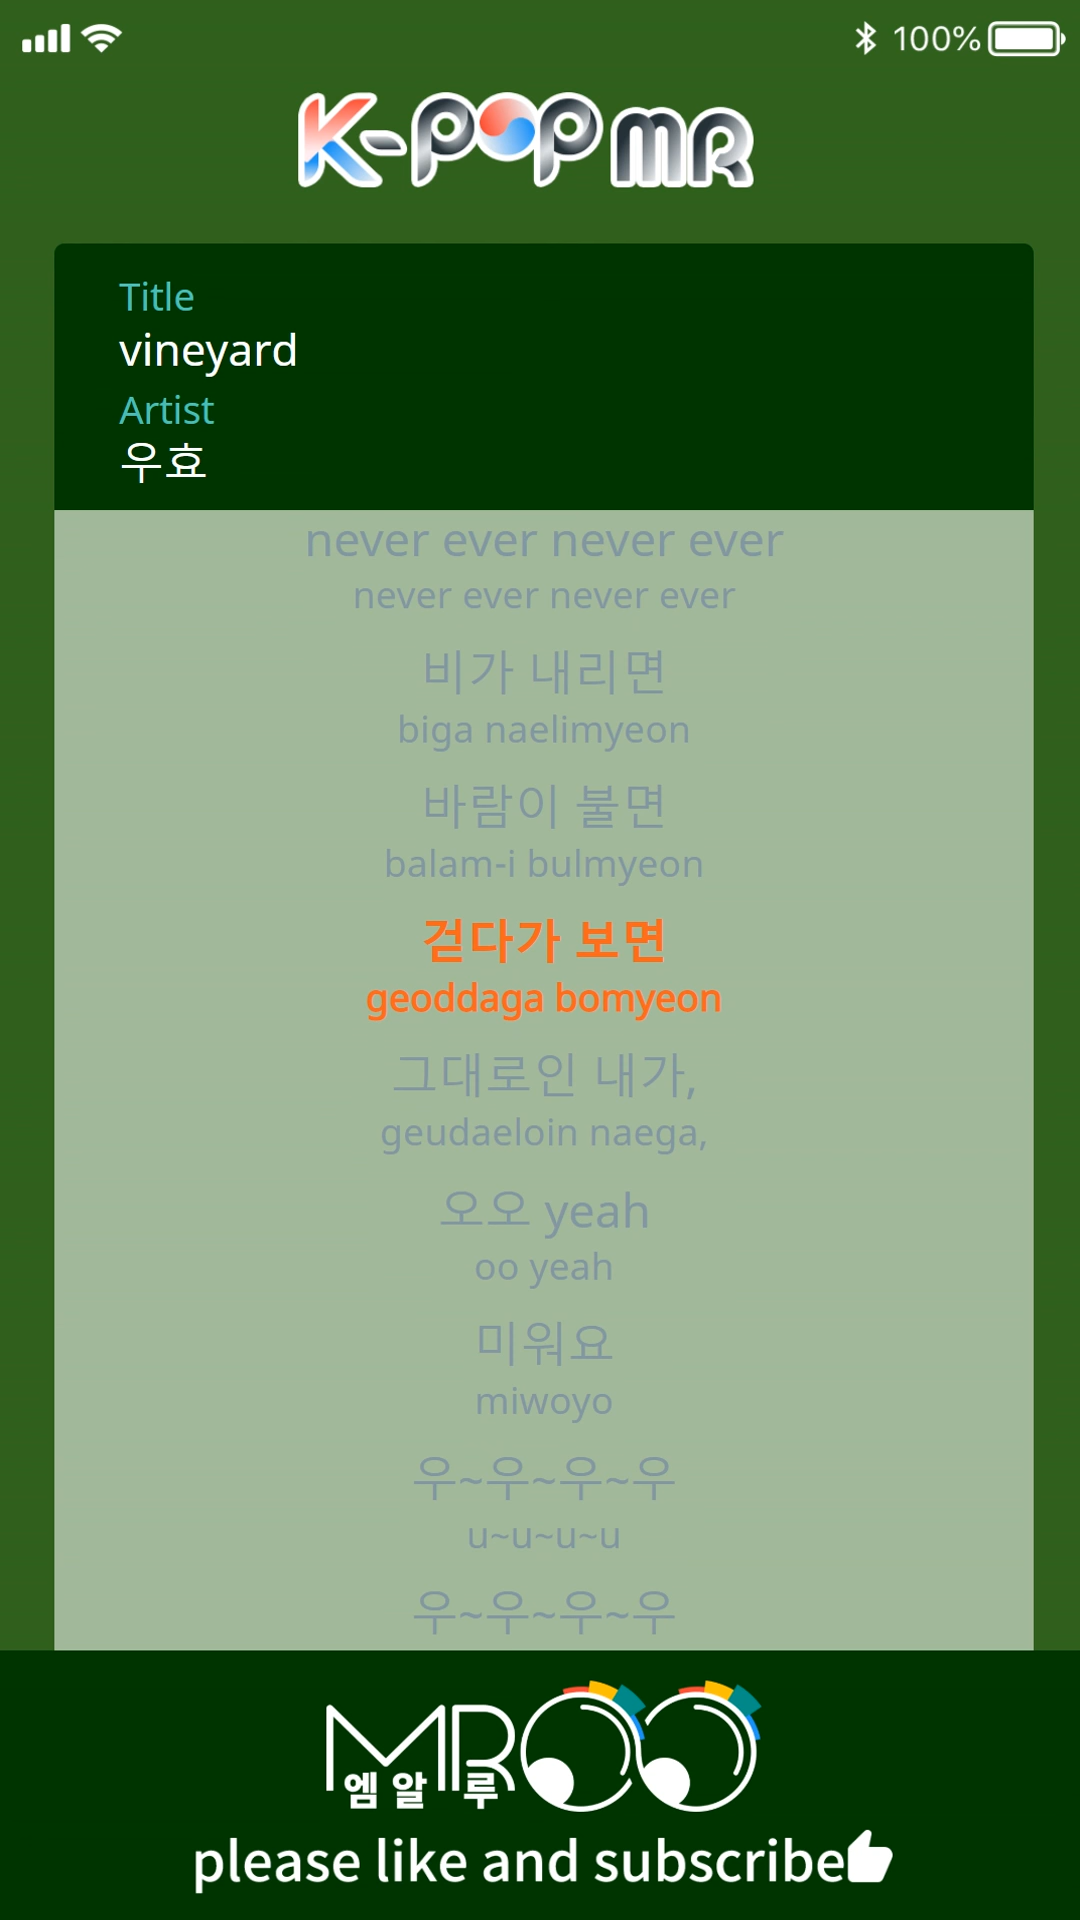 100%
K-POP MR
Title
vineyard
Artist
우효
never ever never ever
never ever never ever
비가 내리면
biga naelimyeon
바람이 불면
balam-i bulmyeon
걷다가 보면
geoddaga bomyeon
그대로인 내가,
geudaeloin naega,
오오 yeah
oo yeah
미워요
miwoyo
우~우~우~우
u~u~u~u
우~우~우~우
MROO
엠알루
please like and subscribe